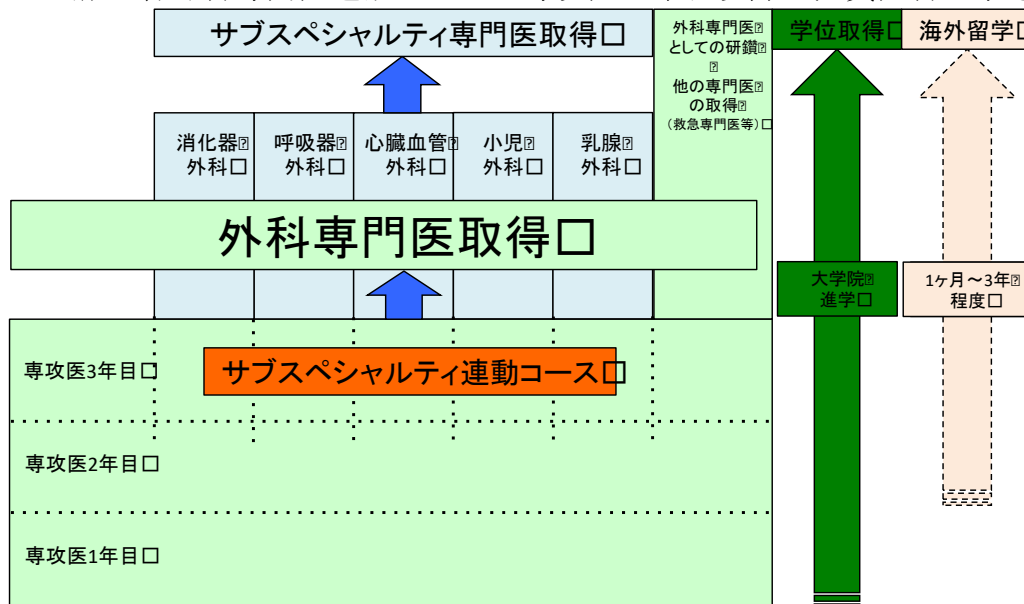 サブスペシャルティ専門医取得
外科専門医
としての研鑽
他の専門医
の取得
(救急専門医等)
学位取得
海外留学
消化器
外科
呼吸器
外科
心臓血管
外科
小児
外科
乳腺
外科
外科専門医取得
大学院
進学
1ヶ月～3年
程度
専攻医3年目
サブスペシャルティ連動コース
専攻医2年目
専攻医1年目